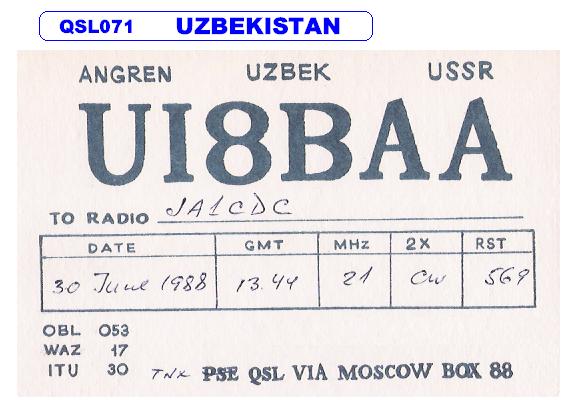 QSL071 UZBEKISTAN
ANGREN UZBEK USSR
UI8BAA
TO RADIO JA1CDC
DATE GMT MHz 2X RST
30 June 1988 13.44 21 CW 569
OBL 053
WAZ 17
ITU 30
TNX PSE QSL VIA MOSCOW BOX 88